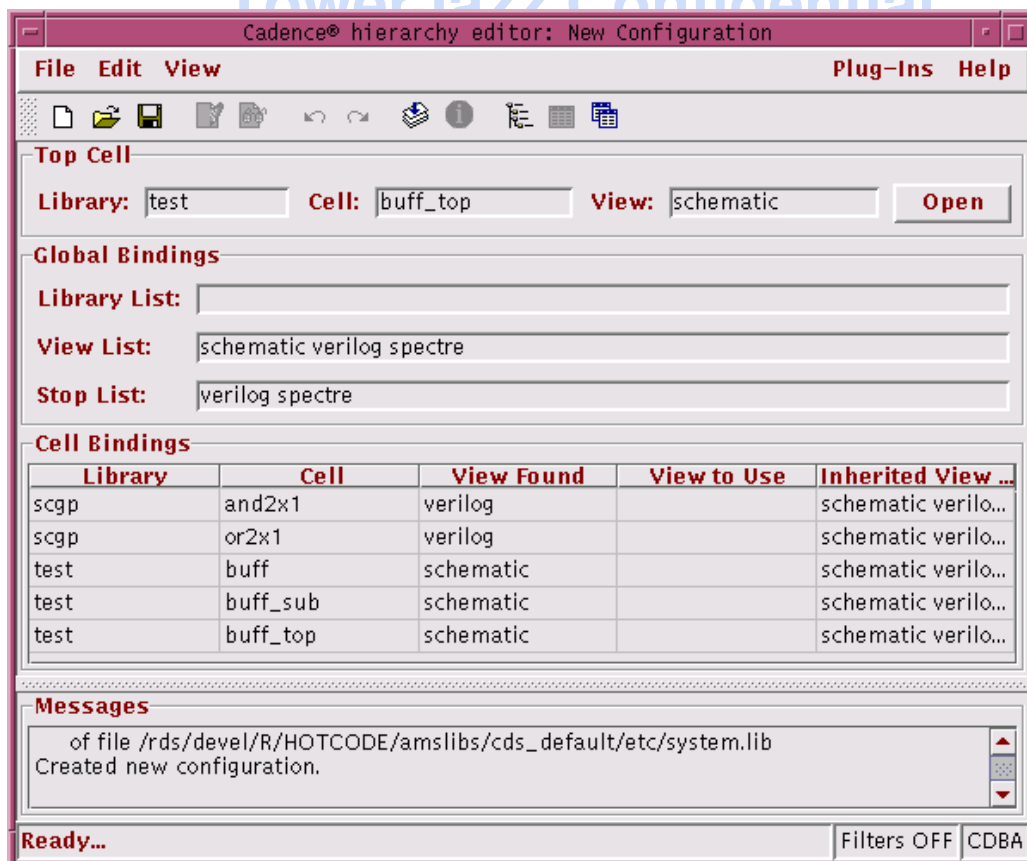 TowerJazz Confidential
Cadence® hierarchy editor: New Configuration
File Edit View Plug-Ins Help
Top Cell
Library: test Cell: buff_top View: schematic Open
Global Bindings
Library List:
View List: schematic verilog spectre
Stop List: verilog spectre
Cell Bindings
Library Cell View Found View to Use Inherited View ...
scgp and2x1 verilog schematic verilo...
scgp or2x1 verilog schematic verilo...
test buff schematic schematic verilo...
test buff_sub schematic schematic verilo...
test buff_top schematic schematic verilo...
Messages
of file /rds/devel/R/HOTCODE/amslibs/cds_default/etc/system.lib
Created new configuration.
Ready... Filters OFF CDBA